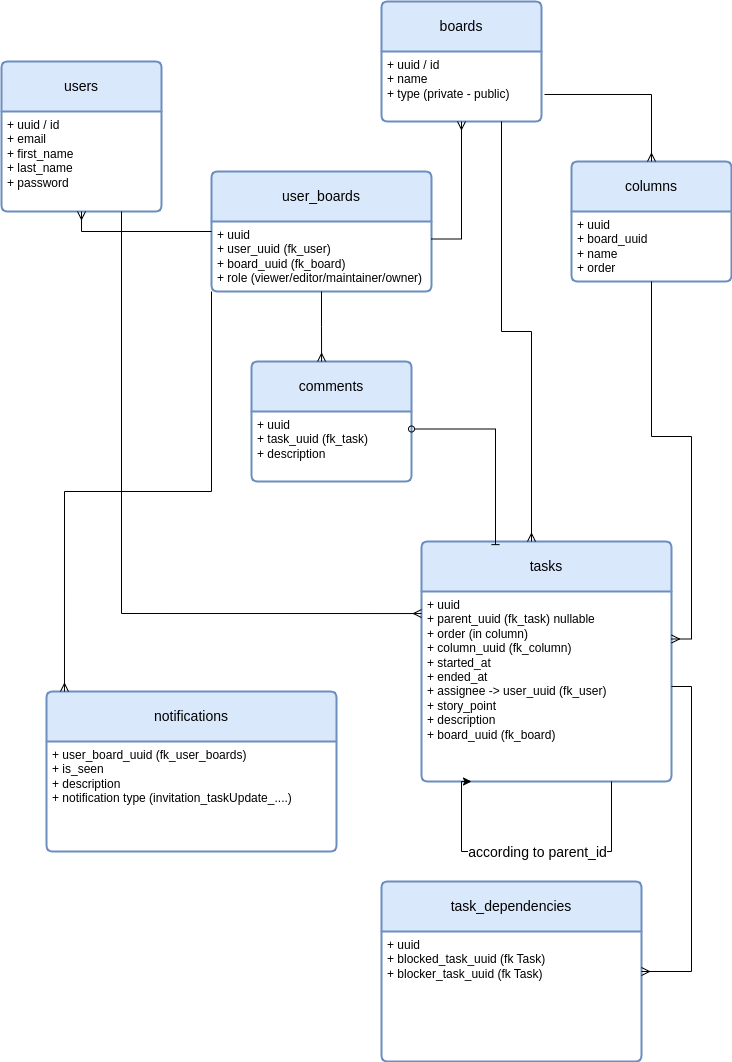 boards
+ uuid / id
+ name
+ type (private - public)
users
+ uuid / id
+ email
+ first_name
+ last_name
+ password
user_boards
+ uuid
+ user_uuid (fk_user)
+ board_uuid (fk_board)
+ role (viewer/editor/maintainer/owner)
columns
+ uuid
+ board_uuid
+ name
+ order
comments
+ uuid
+ task_uuid (fk_task)
+ description
tasks
+ uuid
+ parent_uuid (fk_task) nullable
+ order (in column)
+ column_uuid (fk_column)
+ started_at
+ ended_at
+ assignee -> user_uuid (fk_user)
+ story_point
+ description
+ board_uuid (fk_board)
notifications
+ user_board_uuid (fk_user_boards)
+ is_seen
+ description
+ notification type (invitation_taskUpdate_....)
according to parent_id
task_dependencies
+ uuid
+ blocked_task_uuid (fk Task)
+ blocker_task_uuid (fk Task)